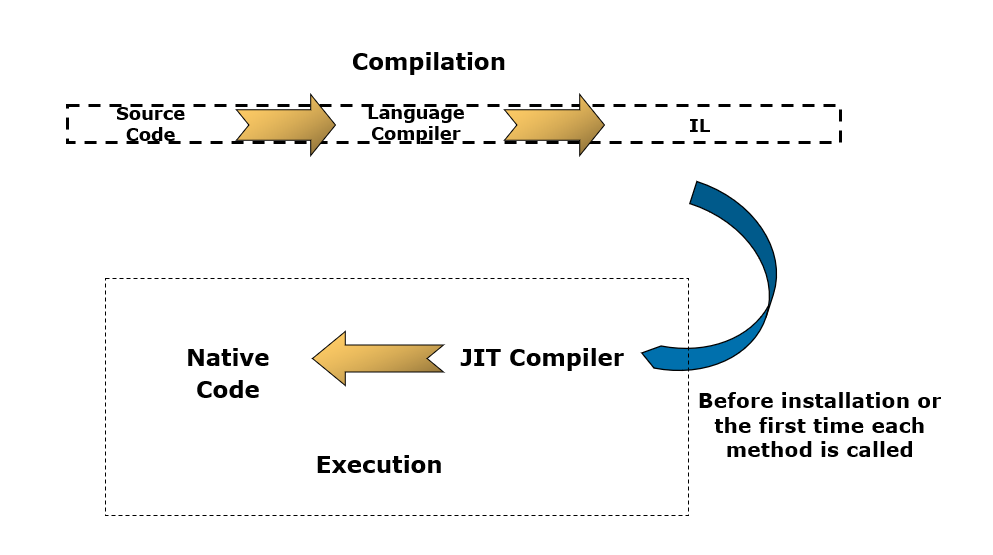 Compilation
Source
Code
Language
Compiler
IL
Native
Code
JIT Compiler
Before installation or
the first time each
method is called
Execution